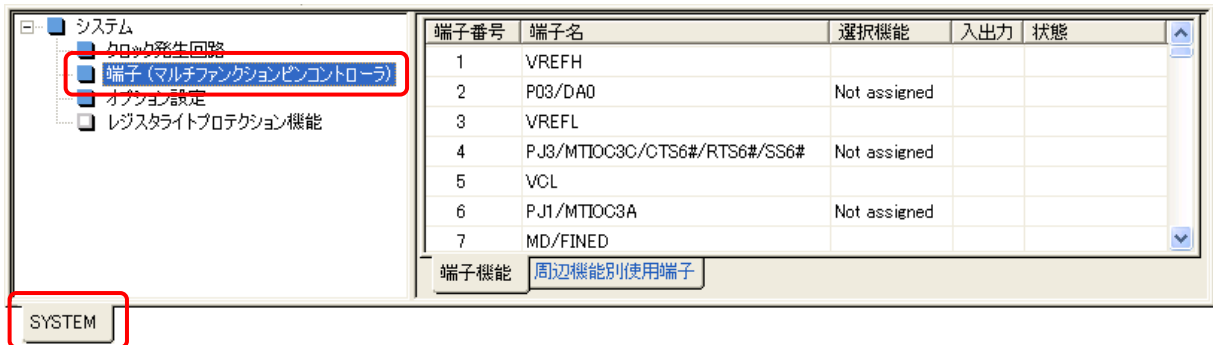 システム
クロック発生回路
端子（マルチファンクションピンコントローラ）
オプション設定
レジスタライトプロテクション機能
端子番号 端子名 選択機能 入出力 状態
1 VREFH
2 P03/DA0 Not assigned
3 VREFL
4 PJ3/MTIOC3C/CTS6#/RTS6#/SS6# Not assigned
5 VCL
6 PJ1/MTIOC3A Not assigned
7 MD/FINED
端子機能 周辺機能別使用端子
SYSTEM